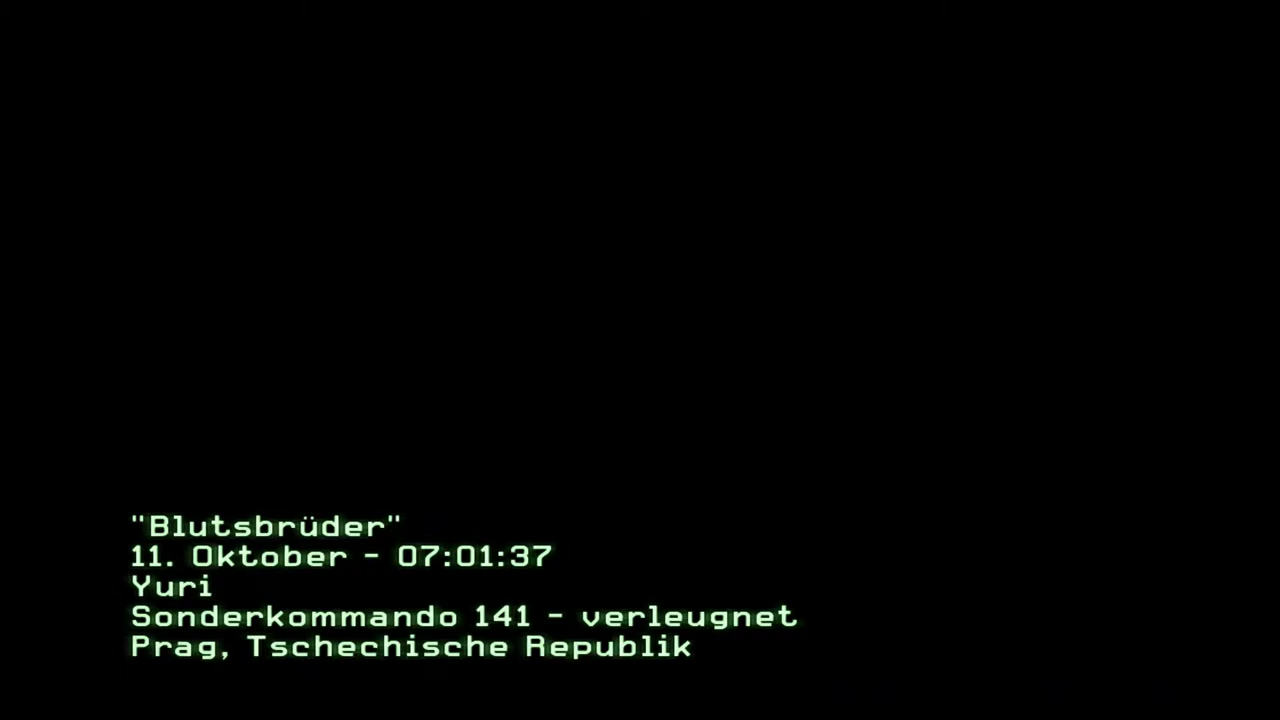 "Blutsbrüder"
11. Oktober - 07:01:37
Yuri
Sonderkommando 141 - verleugnet
Prag, Tschechische Republik